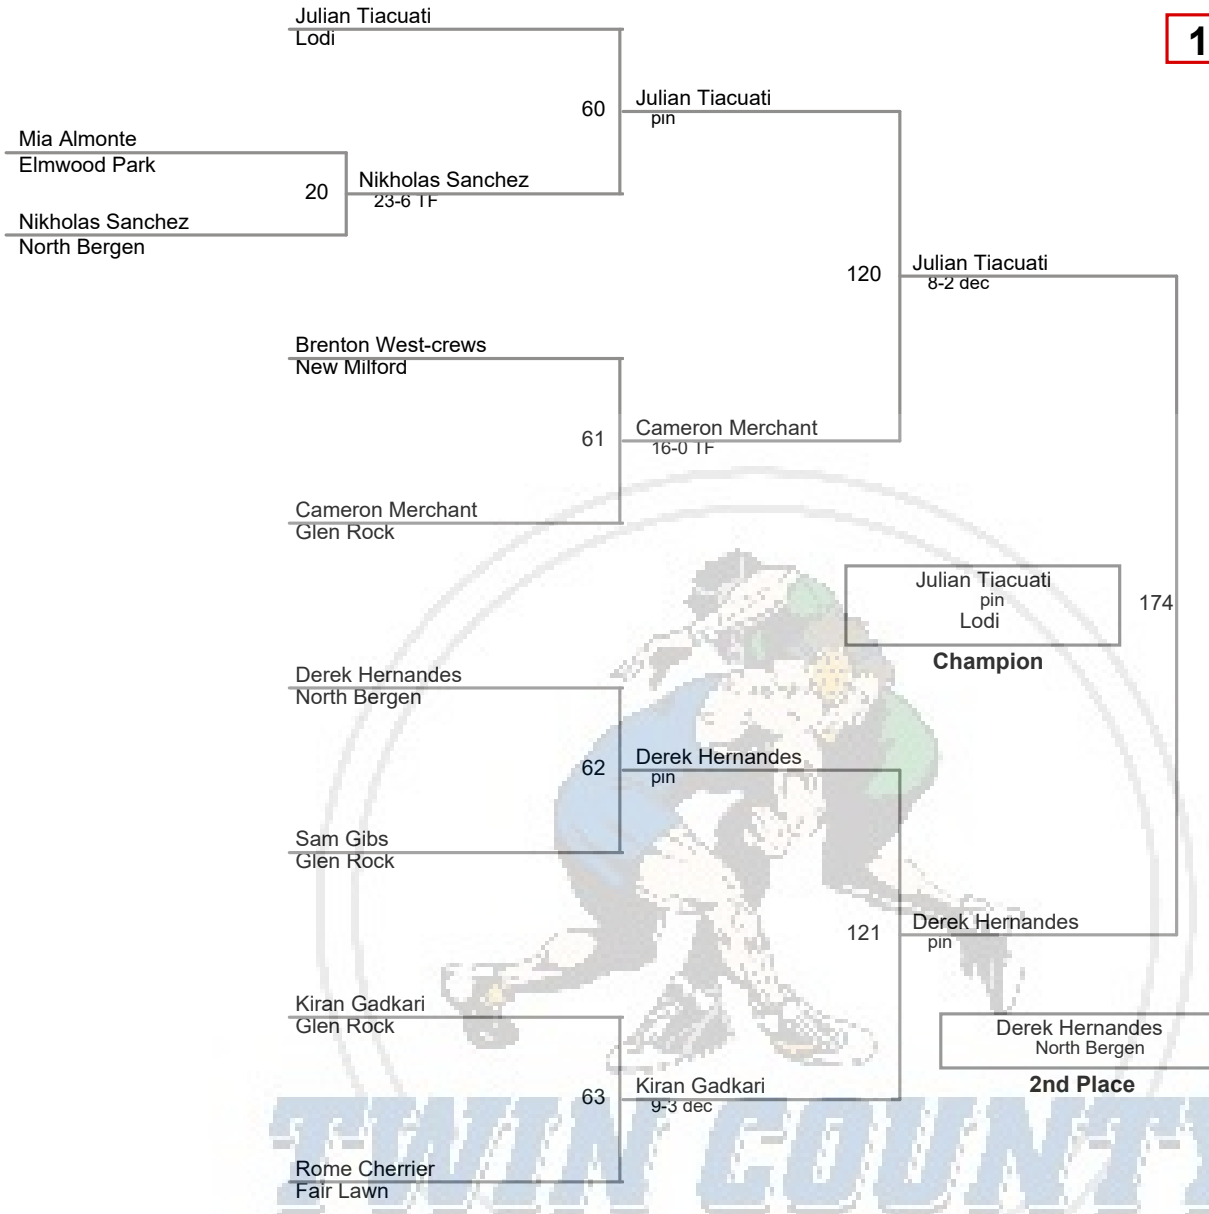 Julian Tiacuati
Lodi
1
60
Julian Tiacuati
pin
Mia Almonte
Elmwood Park
20
Nikholas Sanchez
23-6 TF
Nikholas Sanchez
North Bergen
120
Julian Tiacuati
8-2 dec
Brenton West-crews
New Milford
61
Cameron Merchant
16-0 TF
Cameron Merchant
Glen Rock
Julian Tiacuati
pin
Lodi
174
Champion
Derek Hernandes
North Bergen
62
Derek Hernandes
pin
Sam Gibs
Glen Rock
121
Derek Hernandes
pin
Kiran Gadkari
Glen Rock
Derek Hernandes
North Bergen
2nd Place
63
Kiran Gadkari
9-3 dec
Rome Cherrier
Fair Lawn
TWIN COUNTY